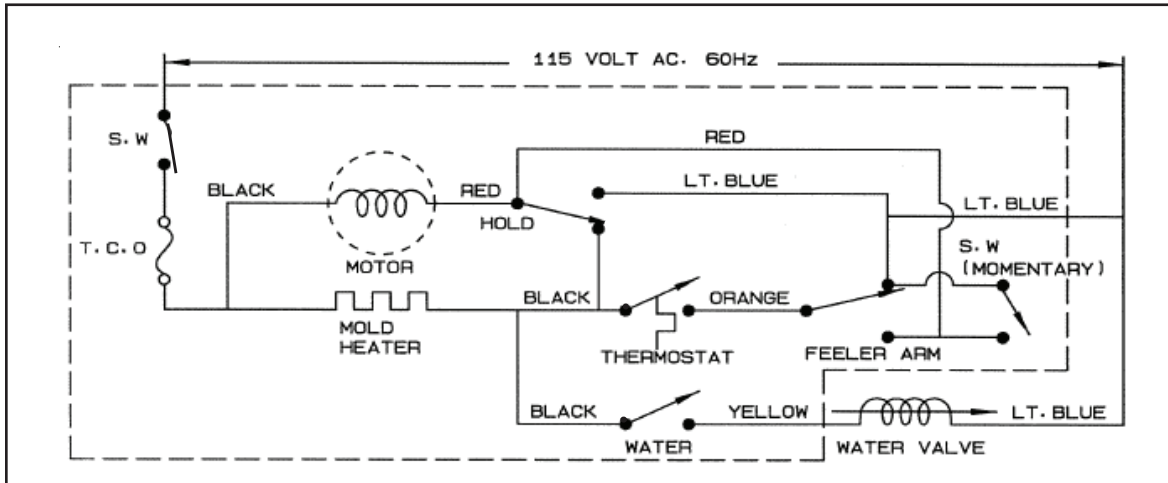 115 VOLT AC. 60Hz
S.W
RED
BLACK
RED
LT. BLUE
LT. BLUE
HOLD
T.C.O
S.W
(MOMENTARY)
MOTOR
BLACK
ORANGE
MOLD
HEATER
THERMOSTAT
FEELER ARM
BLACK
YELLOW
LT. BLUE
WATER
WATER VALVE